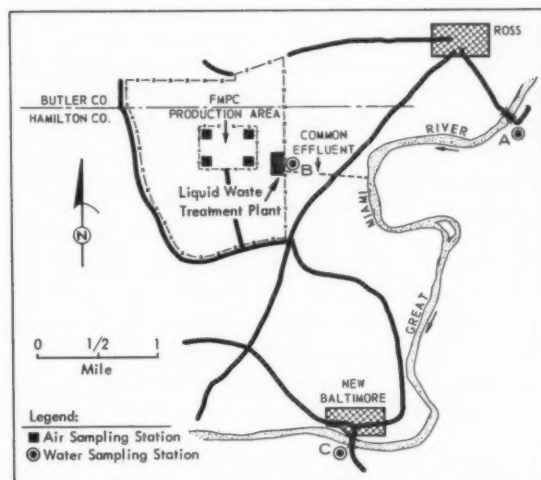 ROSS
BUTLER CO.
HAMILTON CO.
FMPC
PRODUCTION AREA
COMMON
EFFLUENT
RIVER
A
B
Liquid Waste
Treatment Plant
MIAMI
N
GREAT
0 1/2 1
Mile
NEW
BALTIMORE
Legend:
Air Sampling Station
Water Sampling Station
C